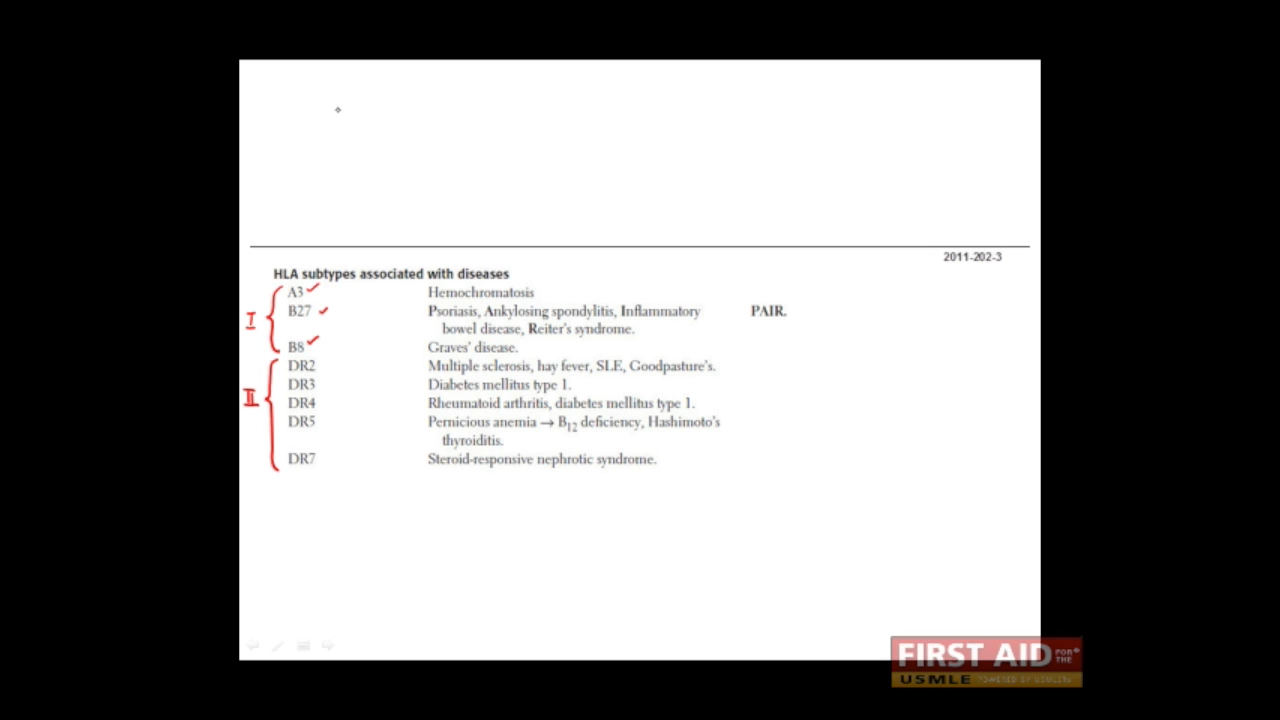 2011-202-3
HLA subtypes associated with diseases
I
A3 Hemochromatosis
B27 Psoriasis, Ankylosing spondylitis, Inflammatory PAIR.
bowel disease, Reiter's syndrome.
B8 Graves' disease.
II
DR2 Multiple sclerosis, hay fever, SLE, Goodpasture's.
DR3 Diabetes mellitus type 1.
DR4 Rheumatoid arthritis, diabetes mellitus type 1.
DR5 Pernicious anemia → B12 deficiency, Hashimoto's
thyroiditis.
DR7 Steroid-responsive nephrotic syndrome.
FIRST AID FOR THE
USMLE